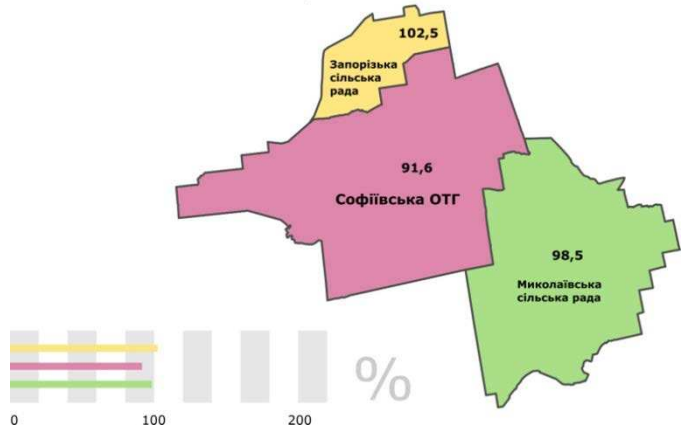 102,5
Запорізька
сільська
рада
91,6
Софіївська ОТГ
98,5
Миколаївська
сільська рада
%
0 100 200